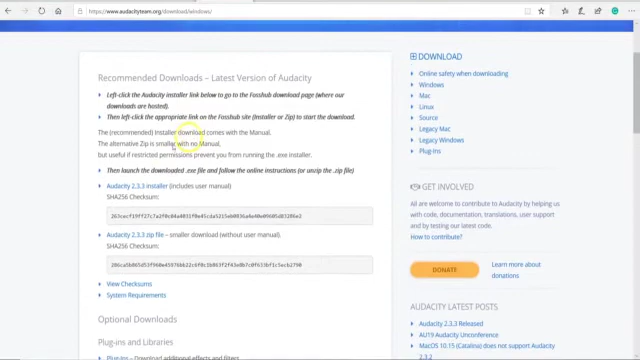 https://www.audacityteam.org/download/windows/
Recommended Downloads – Latest Version of Audacity
Left-click the Audacity installer link below to go to the Fosshub download page (where our
downloads are hosted).
Then left-click the appropriate link on the Fosshub site (Installer or Zip) to start the download.
The (recommended) Installer download comes with the Manual.
The alternative Zip is smaller with no Manual,
but useful if restricted permissions prevent you from running the .exe installer.
Then launch the downloaded .exe file and follow the online instructions (or unzip the .zip file)
Audacity 2.3.3 installer (includes user manual)
SHA256 Checksum:
Audacity 2.3.3 zip file – smaller download (without user manual).
SHA256 Checksum:
View Checksums
System Requirements
Optional Downloads
Plug-ins and Libraries
Plug-ins – Download additional effects and filters
DOWNLOAD
Online safety when downloading
Windows
Mac
Linux
Source
Legacy Mac
Legacy Windows
Plug-ins
GET INVOLVED
All are welcome to contribute to Audacity by helping us
with code, documentation, translations, user support
and by testing our latest code.
How to contribute?
DONATE
Learn more about
donations
AUDACITY LATEST POSTS
Audacity 2.3.3 Released
AU19 Audacity Unconference
MacOS 10.15 (Catalina) does not support Audacity
2.3.2